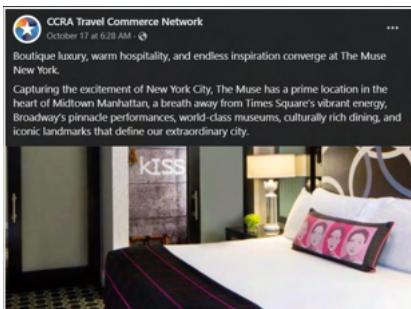 CCRA Travel Commerce Network
October 17 at 6:28 AM ·
Boutique luxury, warm hospitality, and endless inspiration converge at The Muse
New York.
Capturing the excitement of New York City, The Muse has a prime location in the
heart of Midtown Manhattan, a breath away from Times Square's vibrant energy,
Broadway's pinnacle performances, world-class museums, culturally rich dining, and
iconic landmarks that define our extraordinary city.
KISS